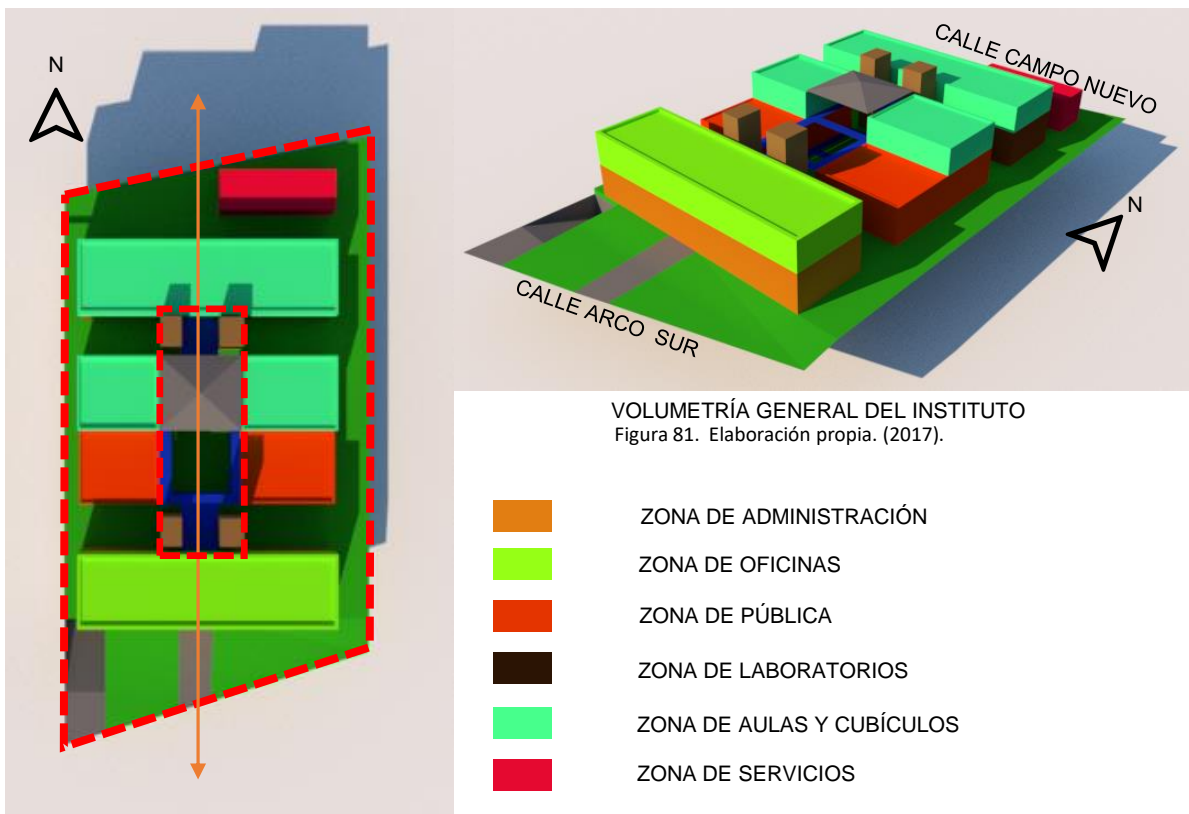 N
CALLE CAMPO NUEVO
N
CALLE ARCO SUR
VOLUMETRÍA GENERAL DEL INSTITUTO
Figura 81. Elaboración propia. (2017).
ZONA DE ADMINISTRACIÓN
ZONA DE OFICINAS
ZONA DE PÚBLICA
ZONA DE LABORATORIOS
ZONA DE AULAS Y CUBÍCULOS
ZONA DE SERVICIOS